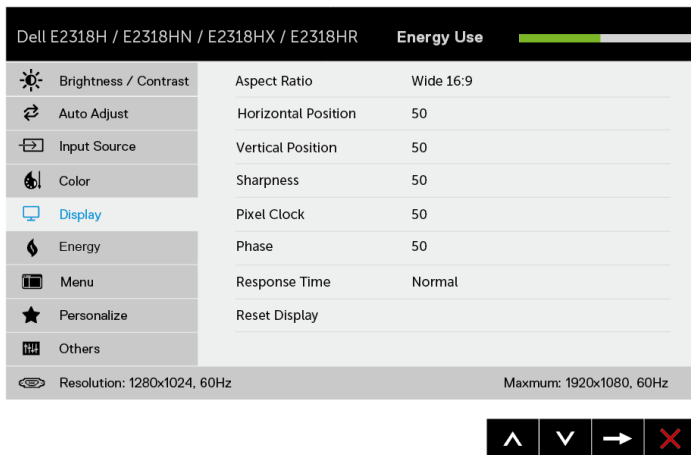 Dell E2318H / E2318HN / E2318HX / E2318HR Energy Use
Brightness / Contrast Aspect Ratio Wide 16:9
Auto Adjust Horizontal Position 50
Input Source Vertical Position 50
Color Sharpness 50
Display Pixel Clock 50
Energy Phase 50
Menu Response Time Normal
Personalize Reset Display
Others
Resolution: 1280x1024, 60Hz Maxmum: 1920x1080, 60Hz